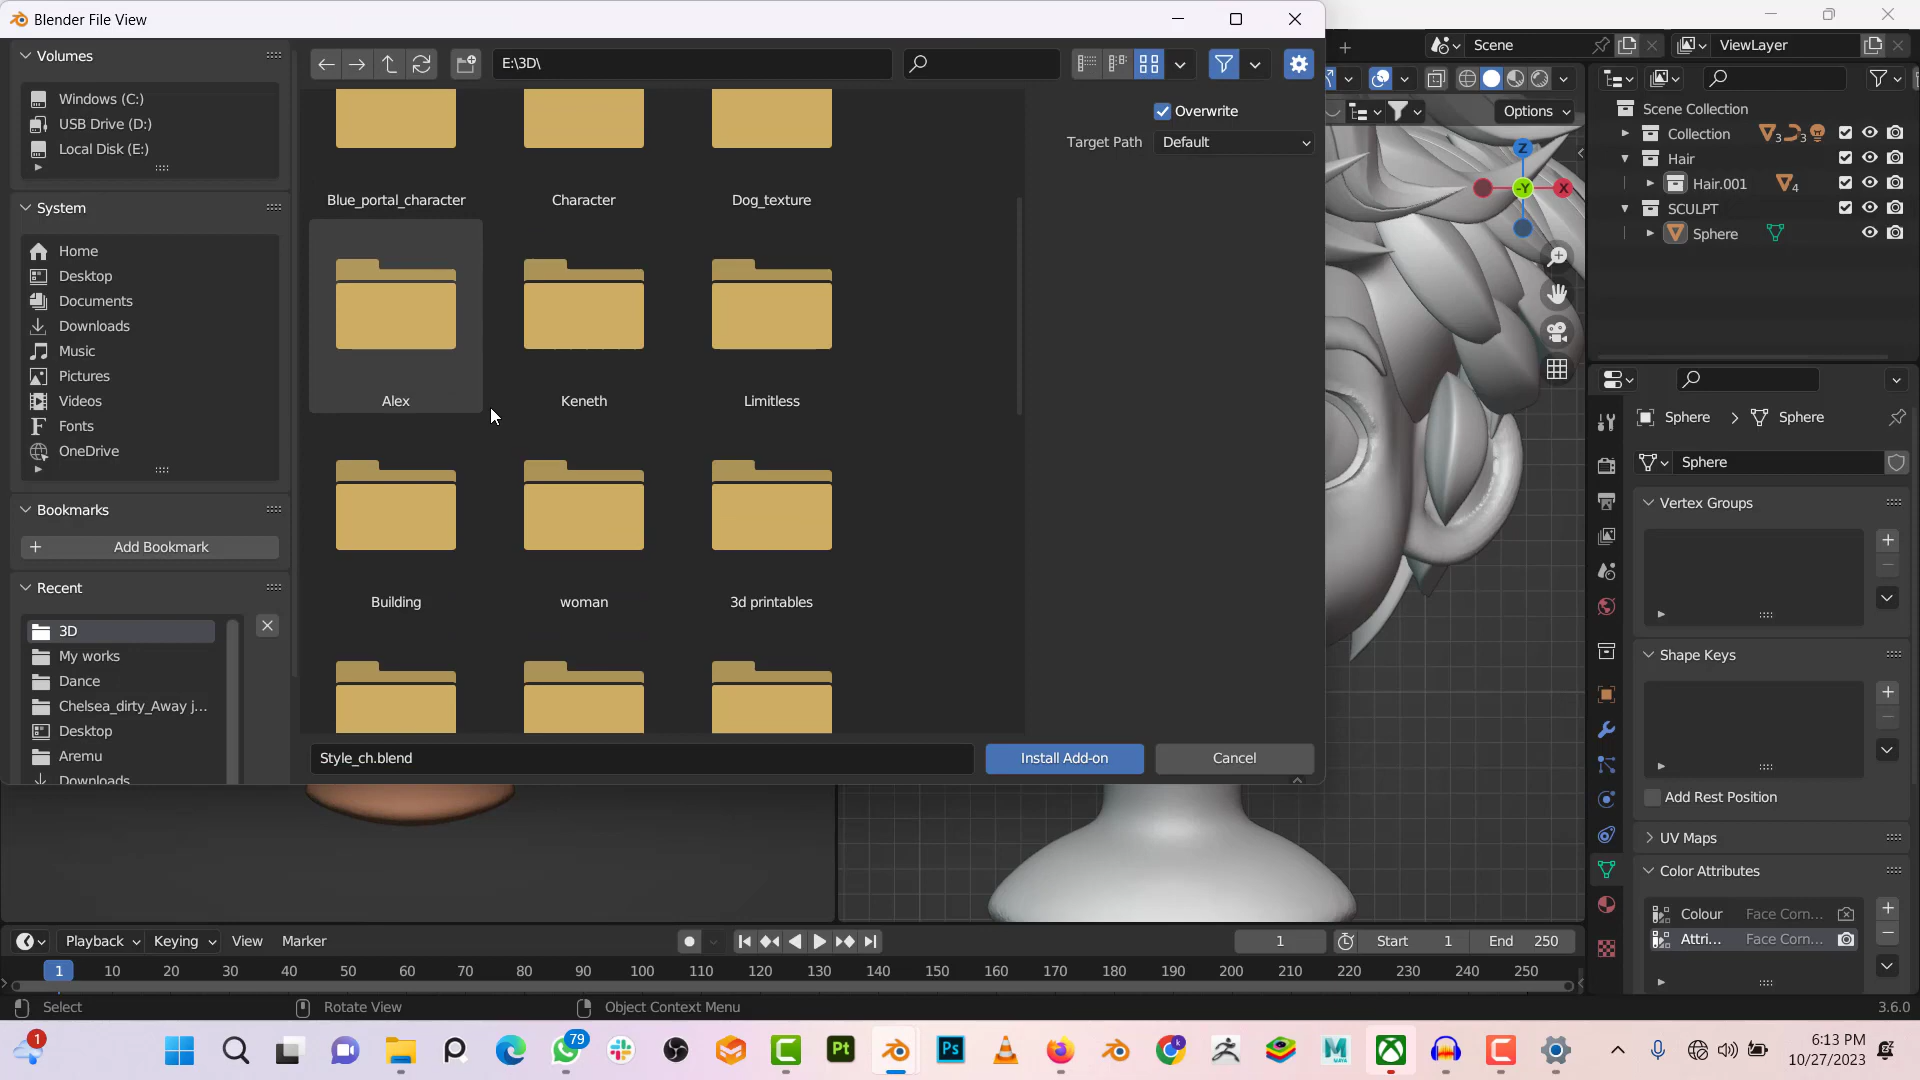 Blender File View
Volumes
Windows (C:)
USB Drive (D:)
Local Disk (E:)
System
Home
Desktop
Documents
Downloads
Music
Pictures
Videos
Fonts
OneDrive
Bookmarks
Add Bookmark
Recent
3D
My works
Dance
Chelsea_dirty_Away j...
Desktop
Aremu
Downloads
E:\3D\
Blue_portal_character
Character
Dog_texture
Alex
Keneth
Limitless
Building
woman
3d printables
Style_ch.blend
Install Add-on
Cancel
Overwrite
Target Path
Default
Scene
ViewLayer
Options
Z
-Y
X
Scene Collection
Collection
3
3
Hair
Hair.001
4
SCULPT
Sphere
Sphere
Sphere
Sphere
Vertex Groups
Shape Keys
Add Rest Position
UV Maps
Color Attributes
Colour
Face Corn...
Attri...
Face Corn...
Playback
Keying
View
Marker
1
Start
1
End
250
1
10
20
30
40
50
60
70
80
90
100
110
120
130
140
150
160
170
180
190
200
210
220
230
240
250
Select
Rotate View
Object Context Menu
3.6.0
1
79
Pt
Ps
6:13 PM
10/27/2023